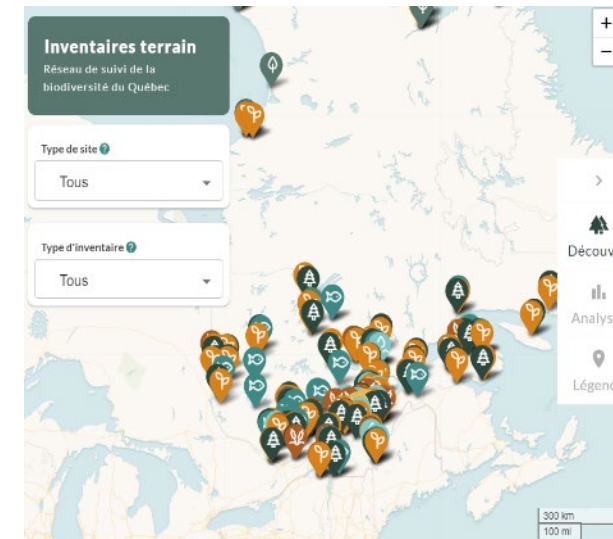 Inventaires terrain
Réseau de suivi de la
biodiversité du Québec
+
−
Type de site ?
Tous
Type d'inventaire ?
Tous
>
Découv
Analys
Légend
300 km
100 mi